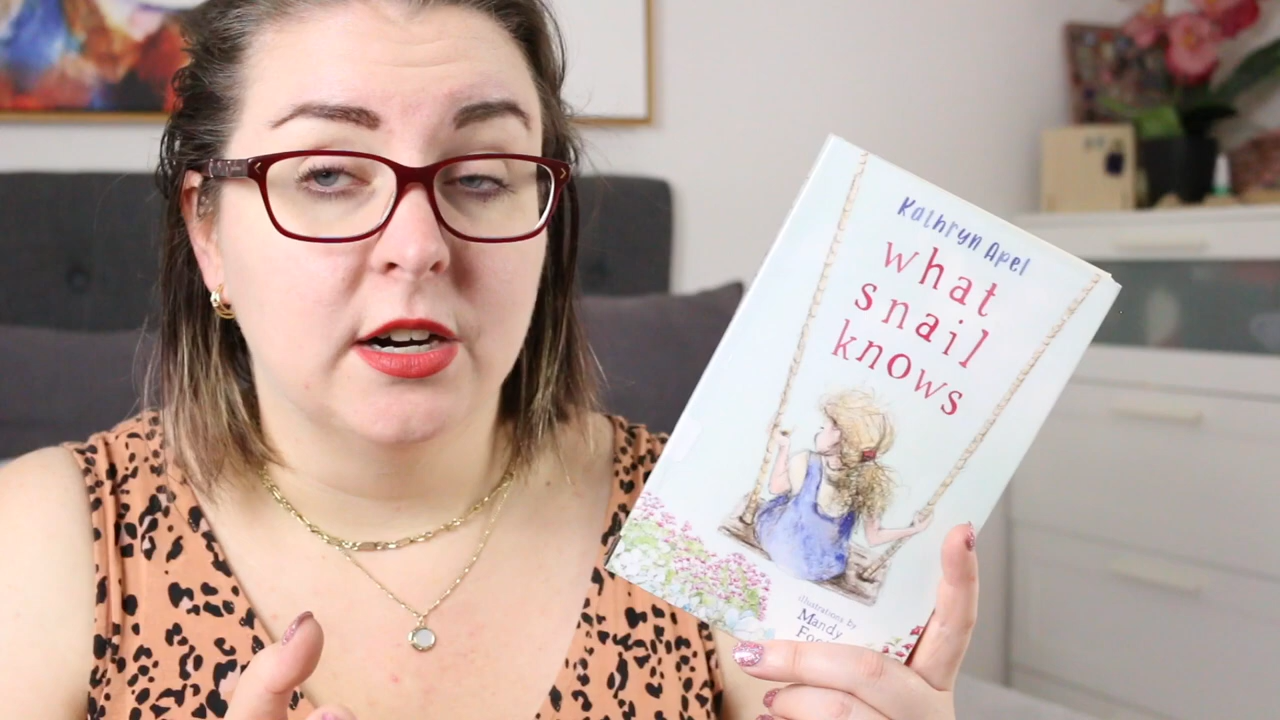 Kathryn Apel
what
snail
knows
illustrations by
Mandy